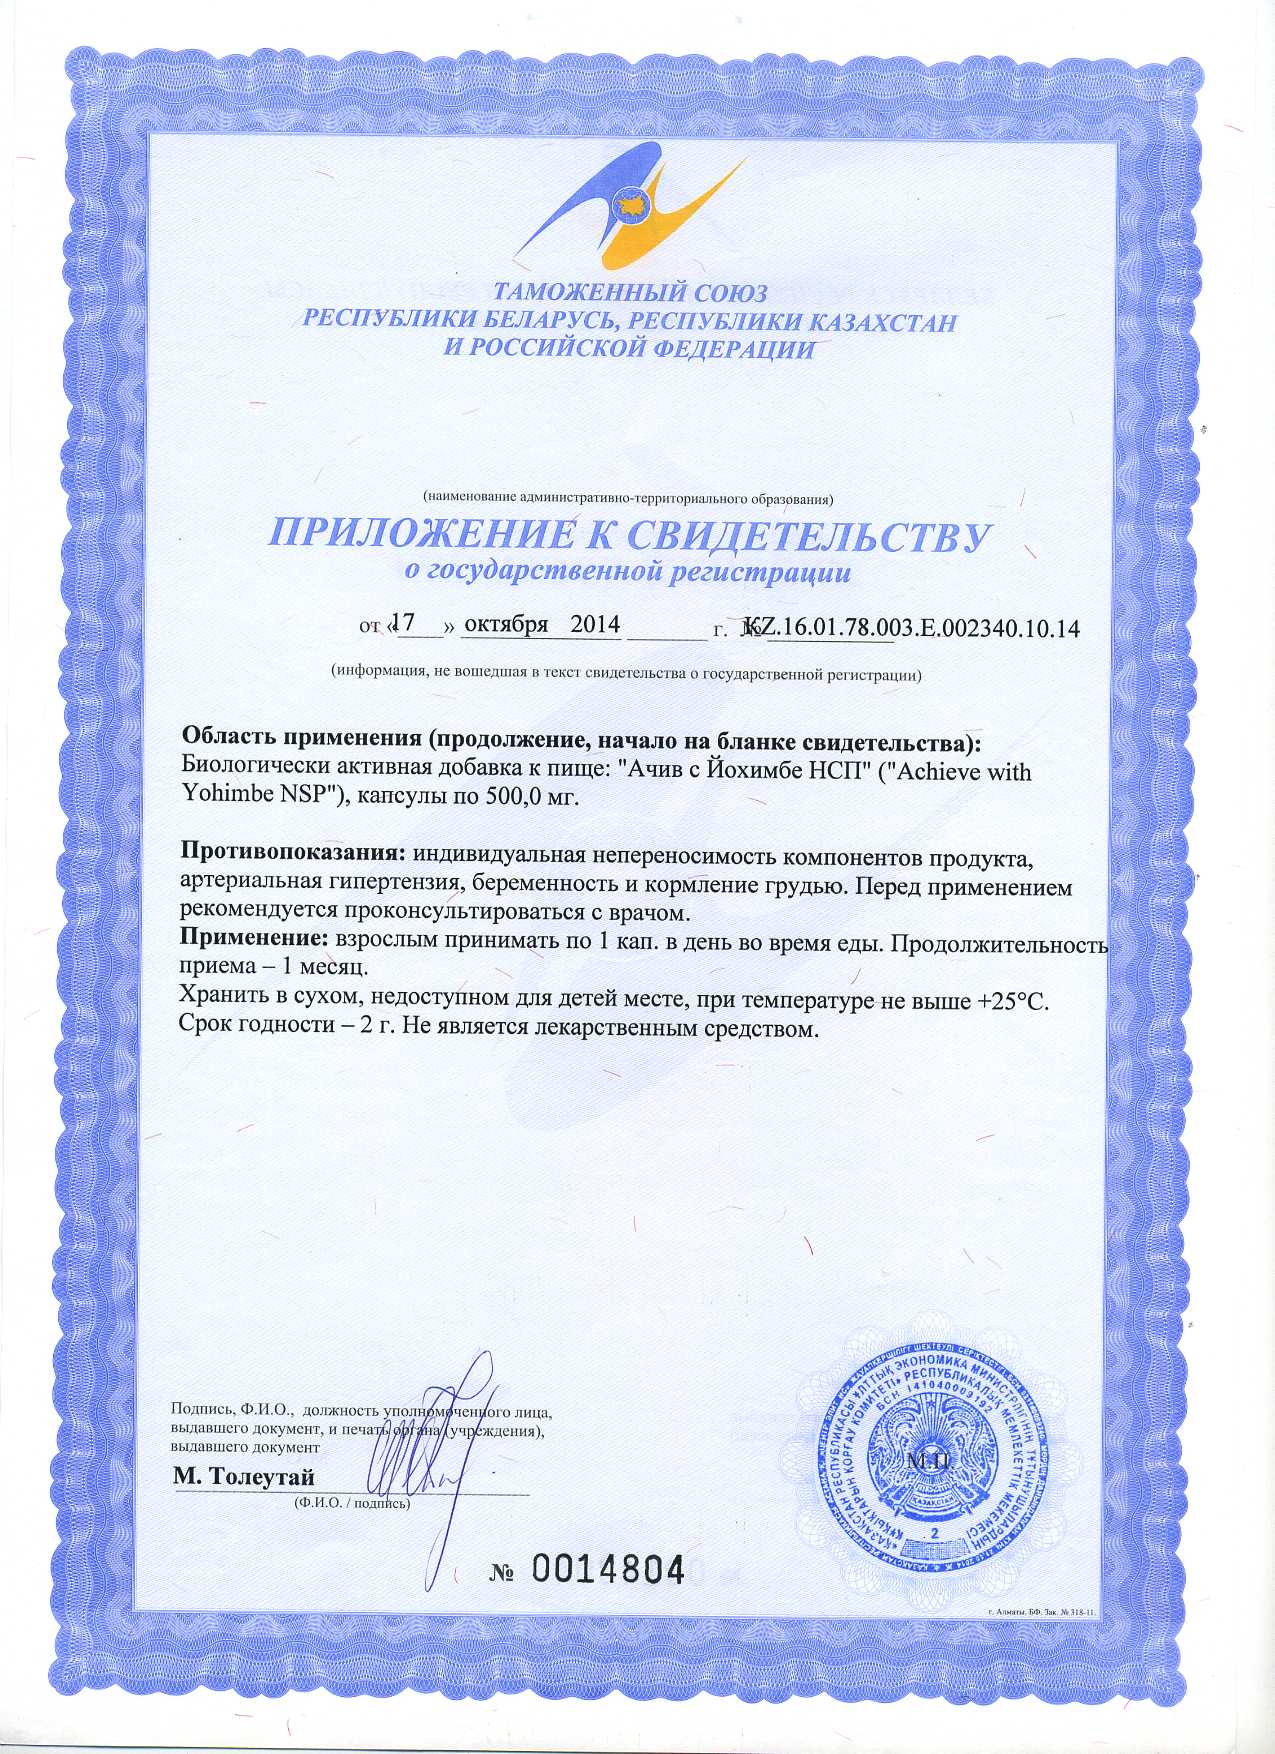 ТАМОЖЕННЫЙ СОЮЗ
РЕСПУБЛИКИ БЕЛАРУСЬ, РЕСПУБЛИКИ КАЗАХСТАН
И РОССИЙСКОЙ ФЕДЕРАЦИИ
(наименование административно-территориального образования)
ПРИЛОЖЕНИЕ К СВИДЕТЕЛЬСТВУ
о государственной регистрации
от «17» октября 2014 г. № KZ.16.01.78.003.E.002340.10.14
(информация, не вошедшая в текст свидетельства о государственной регистрации)
Область применения (продолжение, начало на бланке свидетельства):
Биологически активная добавка к пище: "Ачив с Йохимбе НСП" ("Achieve with
Yohimbe NSP"), капсулы по 500,0 мг.
Противопоказания: индивидуальная непереносимость компонентов продукта,
артериальная гипертензия, беременность и кормление грудью. Перед применением
рекомендуется проконсультироваться с врачом.
Применение: взрослым принимать по 1 кап. в день во время еды. Продолжительность
приема – 1 месяц.
Хранить в сухом, недоступном для детей месте, при температуре не выше +25°С.
Срок годности – 2 г. Не является лекарственным средством.
Подпись, Ф.И.О., должность уполномоченного лица,
выдавшего документ, и печать органа (учреждения),
выдавшего документ
М. Толеутай
(Ф.И.О. / подпись)
М.П.
ҚАЗАҚСТАН
2
№ 0014804
г. Алматы. БФ. Зак. № 318-11.